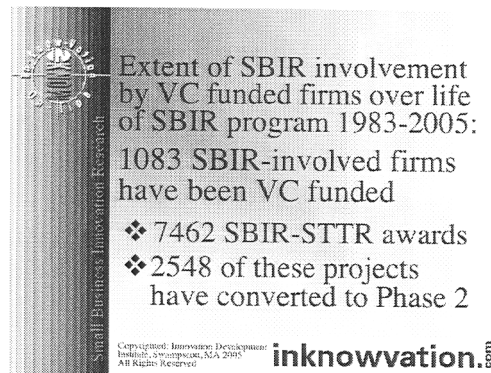 Extent of SBIR involvement
by VC funded firms over life
of SBIR program 1983-2005:
1083 SBIR-involved firms
have been VC funded
❖ 7462 SBIR-STTR awards
❖ 2548 of these projects
have converted to Phase 2
Small Business Innovation Research
Copyrighted: Innovation Development
Institute, Swampscott, MA 2005
All Rights Reserved
inknowvation.com